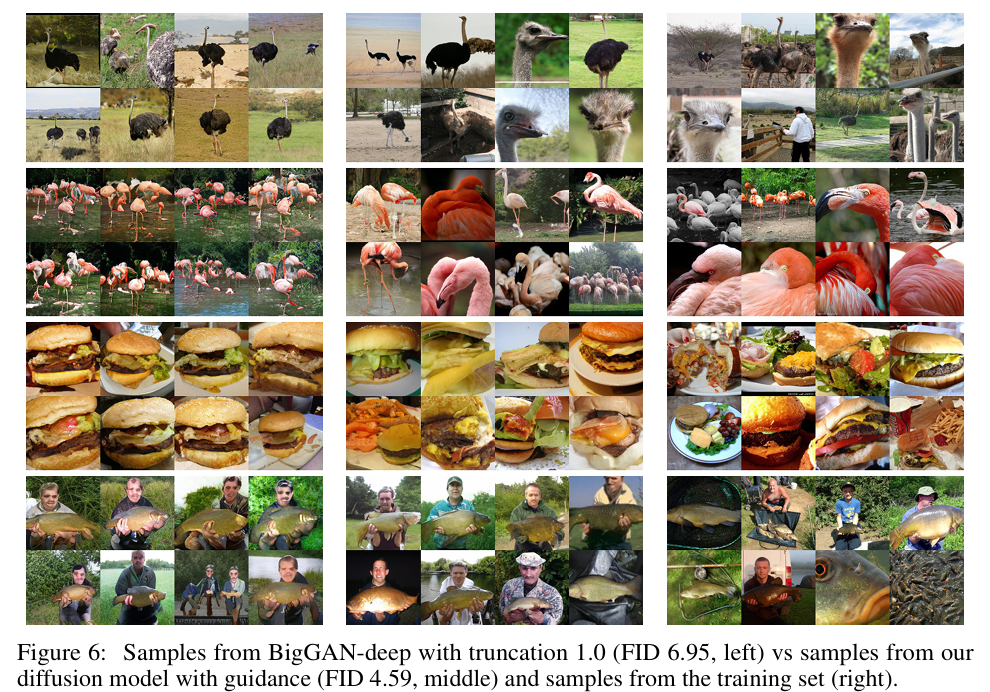 Figure 6: Samples from BigGAN-deep with truncation 1.0 (FID 6.95, left) vs samples from our
diffusion model with guidance (FID 4.59, middle) and samples from the training set (right).